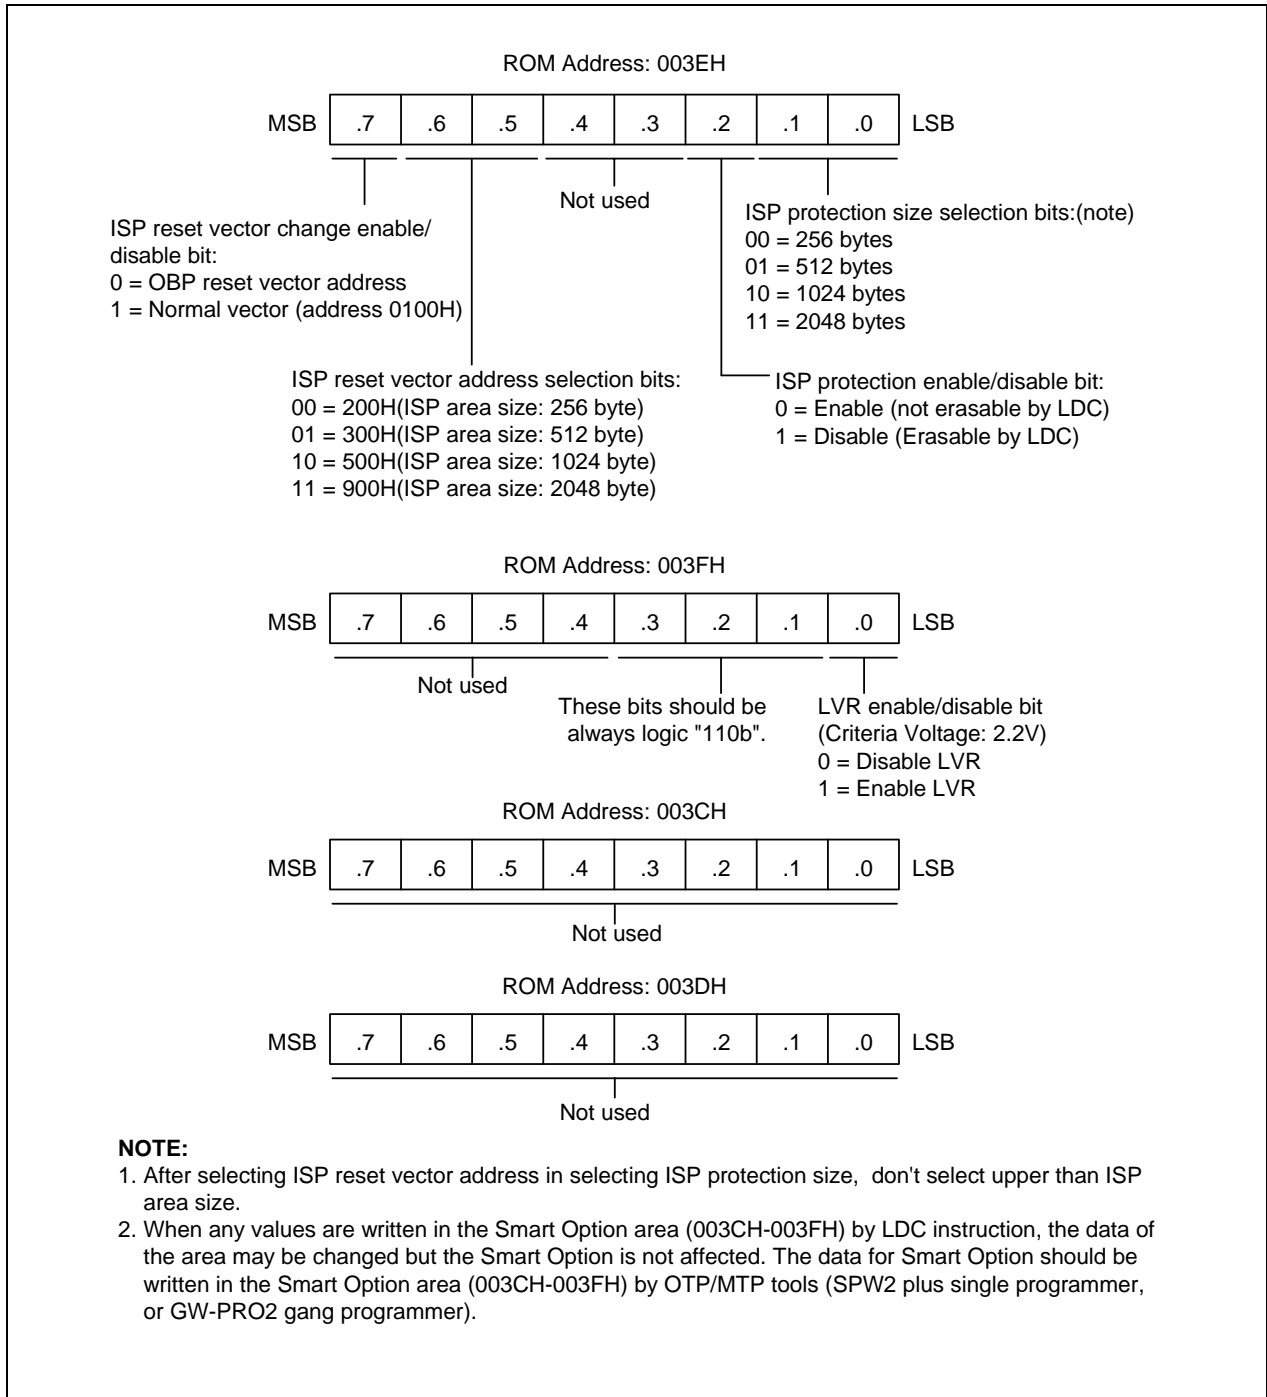 ROM Address: 003EH
MSB .7 .6 .5 .4 .3 .2 .1 .0 LSB
ISP reset vector change enable/
disable bit:
0 = OBP reset vector address
1 = Normal vector (address 0100H)
ISP reset vector address selection bits:
00 = 200H(ISP area size: 256 byte)
01 = 300H(ISP area size: 512 byte)
10 = 500H(ISP area size: 1024 byte)
11 = 900H(ISP area size: 2048 byte)
Not used
ISP protection size selection bits:(note)
00 = 256 bytes
01 = 512 bytes
10 = 1024 bytes
11 = 2048 bytes
ISP protection enable/disable bit:
0 = Enable (not erasable by LDC)
1 = Disable (Erasable by LDC)
ROM Address: 003FH
MSB .7 .6 .5 .4 .3 .2 .1 .0 LSB
Not used
These bits should be
always logic "110b".
LVR enable/disable bit
(Criteria Voltage: 2.2V)
0 = Disable LVR
1 = Enable LVR
ROM Address: 003CH
MSB .7 .6 .5 .4 .3 .2 .1 .0 LSB
Not used
ROM Address: 003DH
MSB .7 .6 .5 .4 .3 .2 .1 .0 LSB
Not used
NOTE:
1. After selecting ISP reset vector address in selecting ISP protection size, don't select upper than ISP
area size.
2. When any values are written in the Smart Option area (003CH-003FH) by LDC instruction, the data of
the area may be changed but the Smart Option is not affected. The data for Smart Option should be
written in the Smart Option area (003CH-003FH) by OTP/MTP tools (SPW2 plus single programmer,
or GW-PRO2 gang programmer).